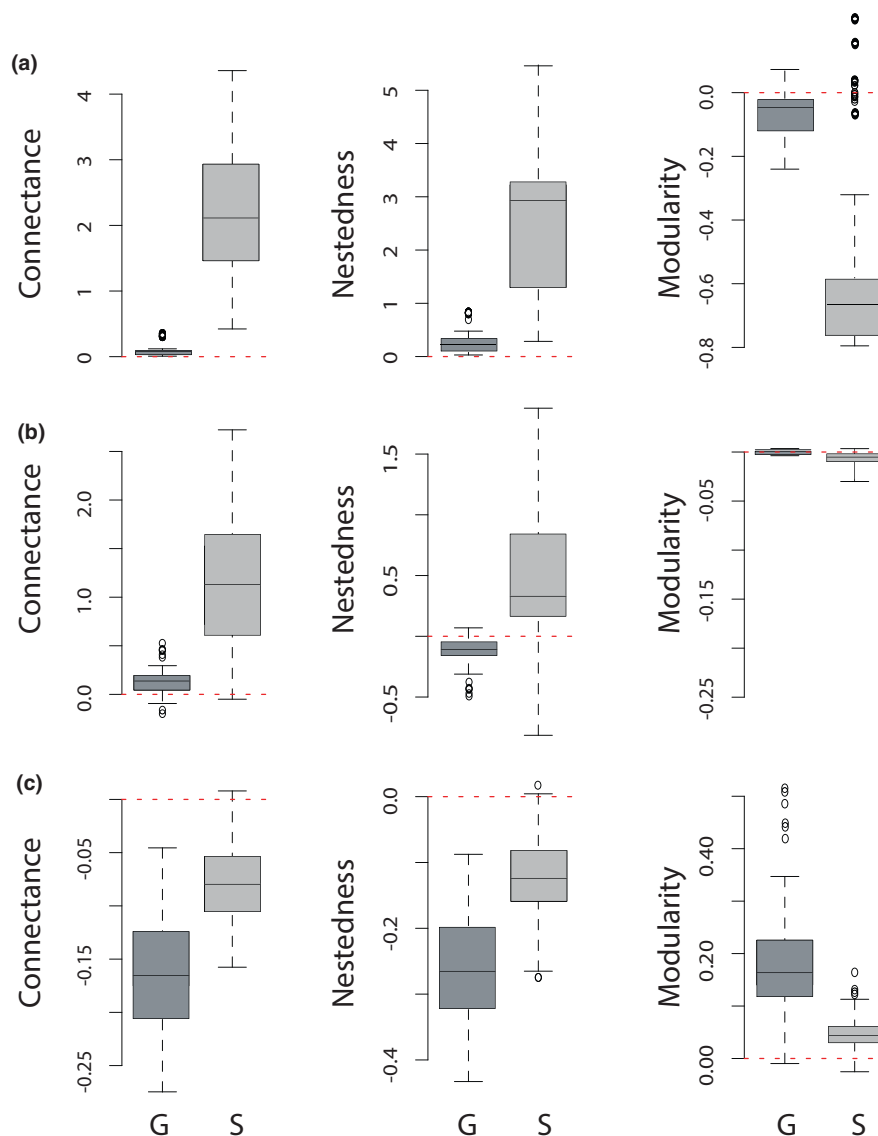 (a)
Connectance
0
1
2
3
4
Nestedness
0
1
2
3
4
5
Modularity
-0.8
-0.6
-0.4
-0.2
0.0
(b)
Connectance
0.0
1.0
2.0
Nestedness
-0.5
0.5
1.5
Modularity
-0.25
-0.15
-0.05
(c)
Connectance
-0.25
-0.15
-0.05
Nestedness
-0.4
-0.2
0.0
Modularity
0.00
0.20
0.40
G S G S G S